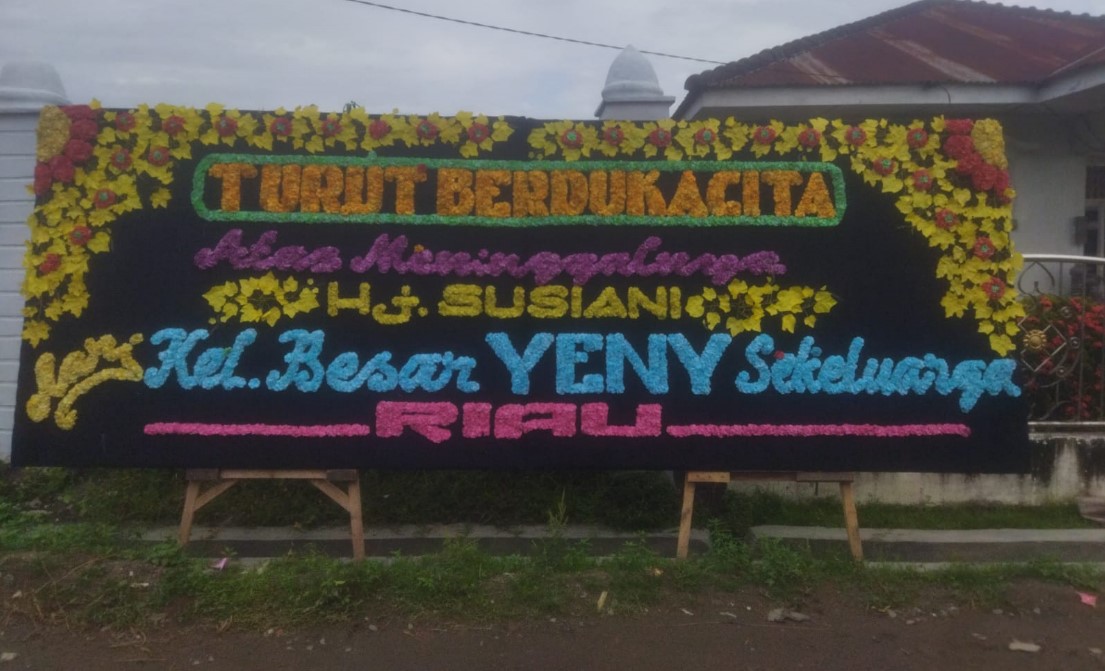 TURUT BERDUKACITA
Atas Meninggalnya
Hj. SUSIANI
Kel. Besar YENY Sekeluarga
RIAU